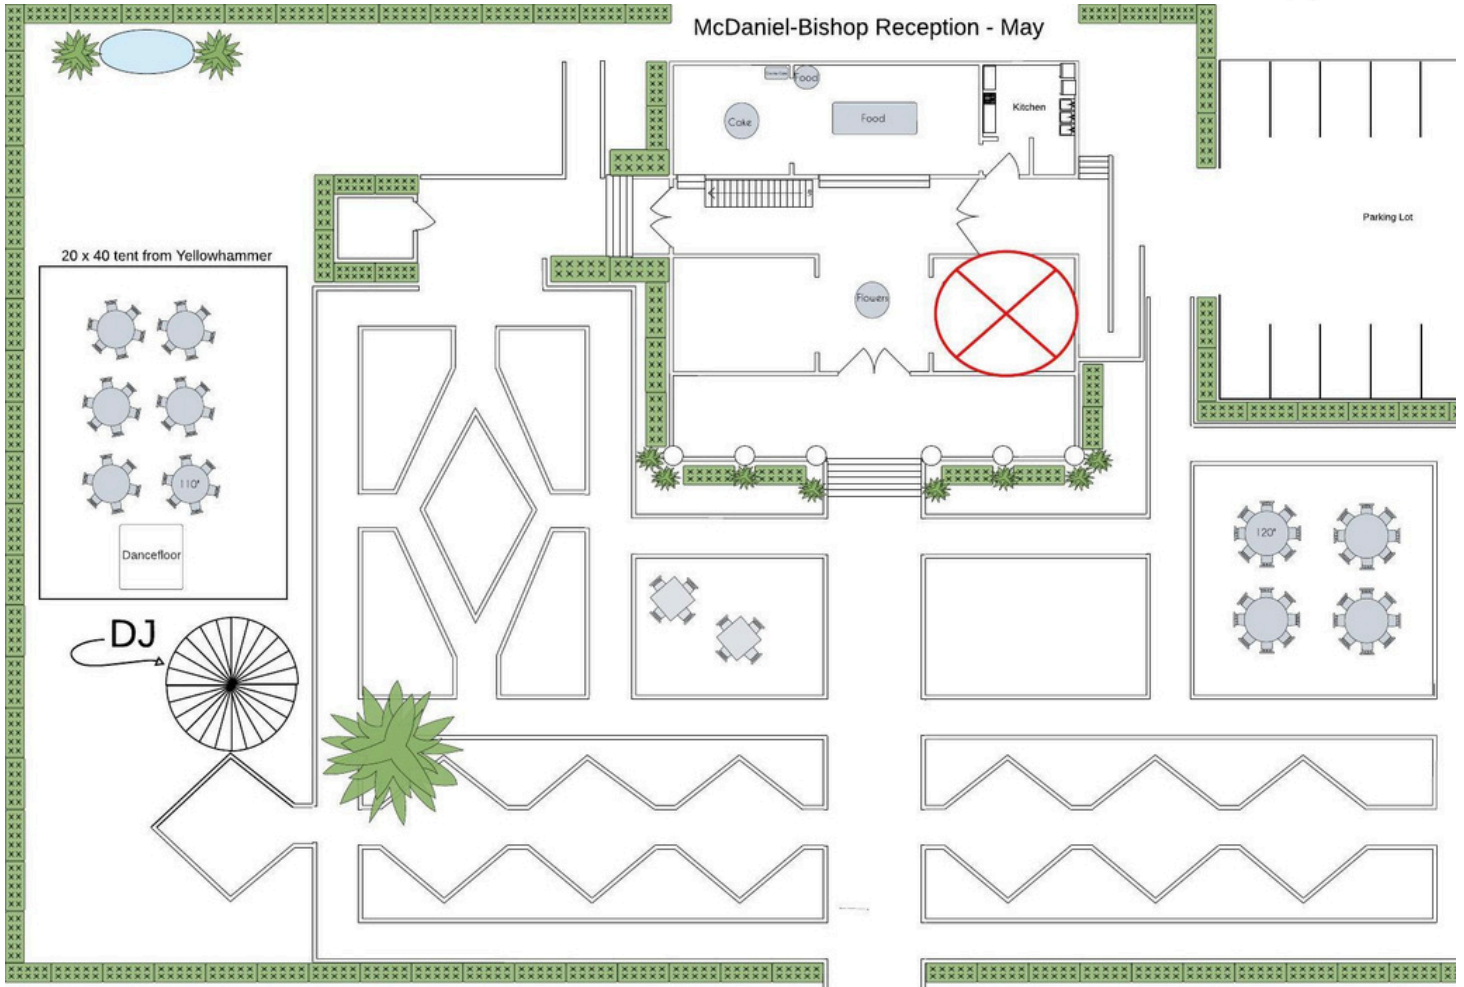 McDaniel-Bishop Reception - May
Food
Cake
Food
Kitchen
Parking Lot
20 x 40 tent from Yellowhammer
Flowers
110"
120"
Dancefloor
DJ